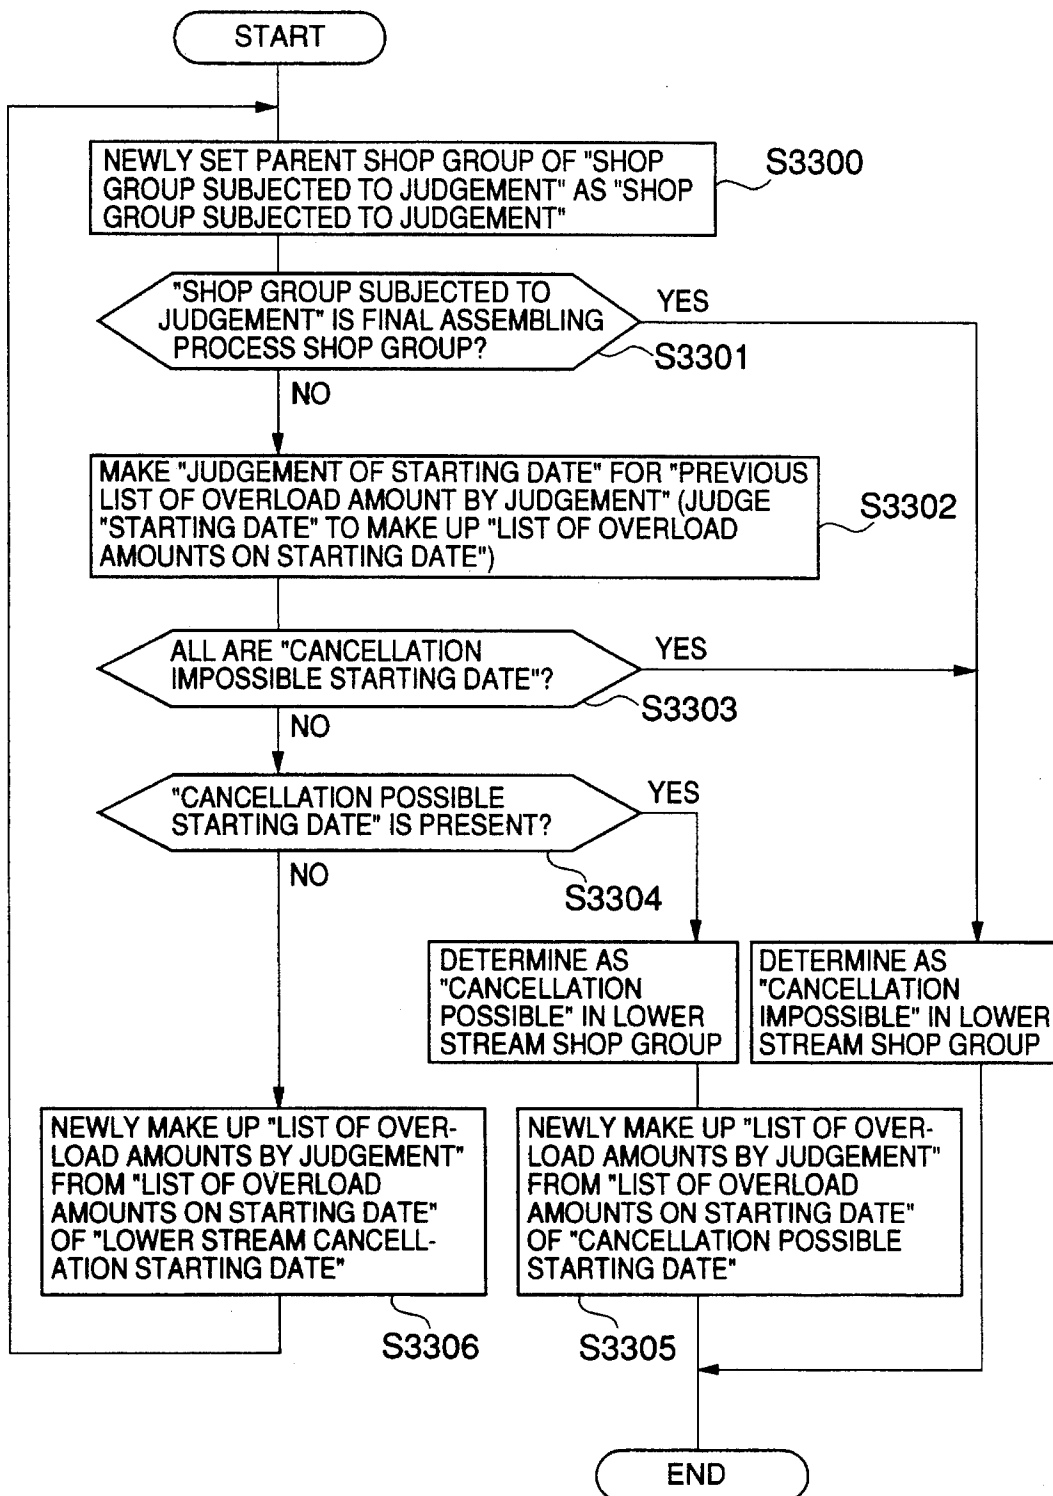 START
NEWLY SET PARENT SHOP GROUP OF "SHOP
GROUP SUBJECTED TO JUDGEMENT" AS "SHOP
GROUP SUBJECTED TO JUDGEMENT"
S3300
"SHOP GROUP SUBJECTED TO
JUDGEMENT" IS FINAL ASSEMBLING
PROCESS SHOP GROUP?
YES
S3301
NO
MAKE "JUDGEMENT OF STARTING DATE" FOR "PREVIOUS
LIST OF OVERLOAD AMOUNT BY JUDGEMENT" (JUDGE
"STARTING DATE" TO MAKE UP "LIST OF OVERLOAD
AMOUNTS ON STARTING DATE")
S3302
ALL ARE "CANCELLATION
IMPOSSIBLE STARTING DATE"?
YES
S3303
NO
"CANCELLATION POSSIBLE
STARTING DATE" IS PRESENT?
YES
S3304
NO
DETERMINE AS
"CANCELLATION
POSSIBLE" IN LOWER
STREAM SHOP GROUP
DETERMINE AS
"CANCELLATION
IMPOSSIBLE" IN LOWER
STREAM SHOP GROUP
NEWLY MAKE UP "LIST OF OVER-
LOAD AMOUNTS BY JUDGEMENT"
FROM "LIST OF OVERLOAD
AMOUNTS ON STARTING DATE"
OF "LOWER STREAM CANCELL-
ATION STARTING DATE"
S3306
NEWLY MAKE UP "LIST OF OVER-
LOAD AMOUNTS BY JUDGEMENT"
FROM "LIST OF OVERLOAD
AMOUNTS ON STARTING DATE"
OF "CANCELLATION POSSIBLE
STARTING DATE"
S3305
END